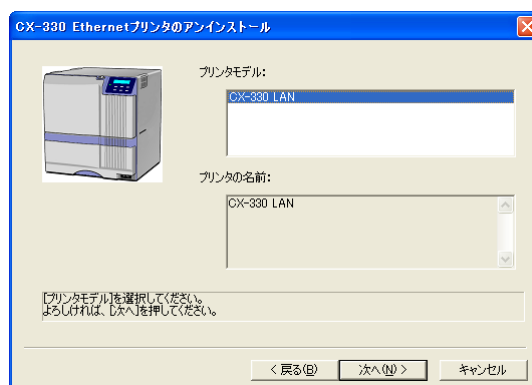 CX-330 Ethernetプリンタのアンインストール
プリンタモデル:
CX-330 LAN
プリンタの名前:
CX-330 LAN
[プリンタモデル]を選択してください。
よろしければ、[次へ]を押してください。
< 戻る(B)
次へ(N) >
キャンセル